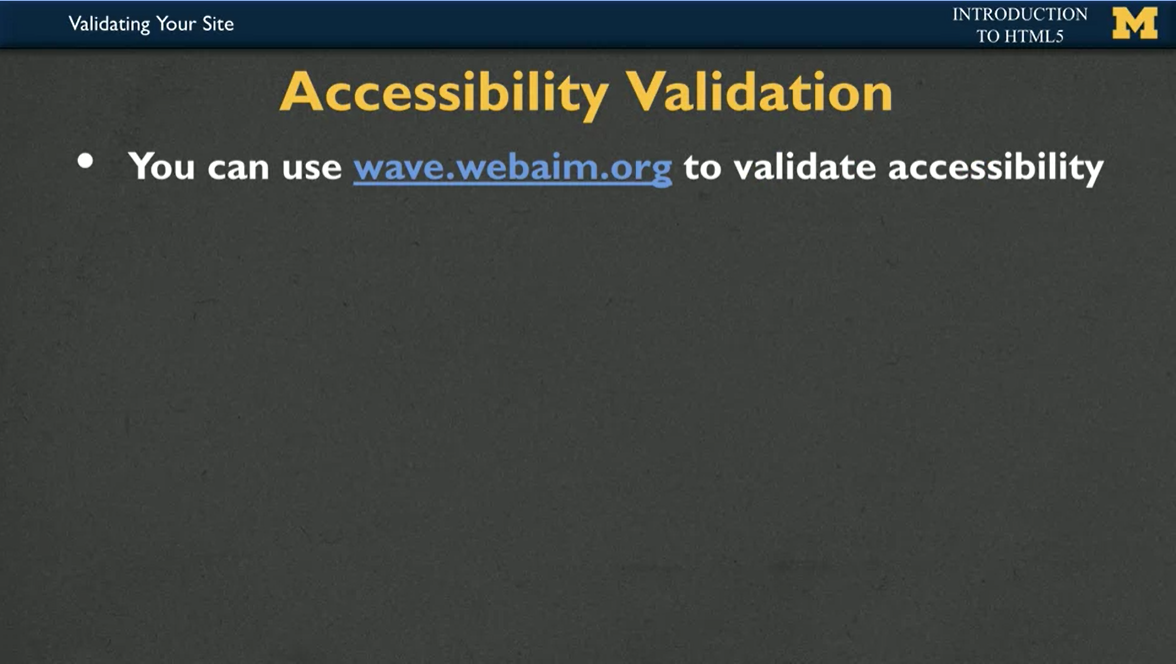 Validating Your Site
INTRODUCTION
TO HTML5
M
Accessibility Validation
• You can use wave.webaim.org to validate accessibility